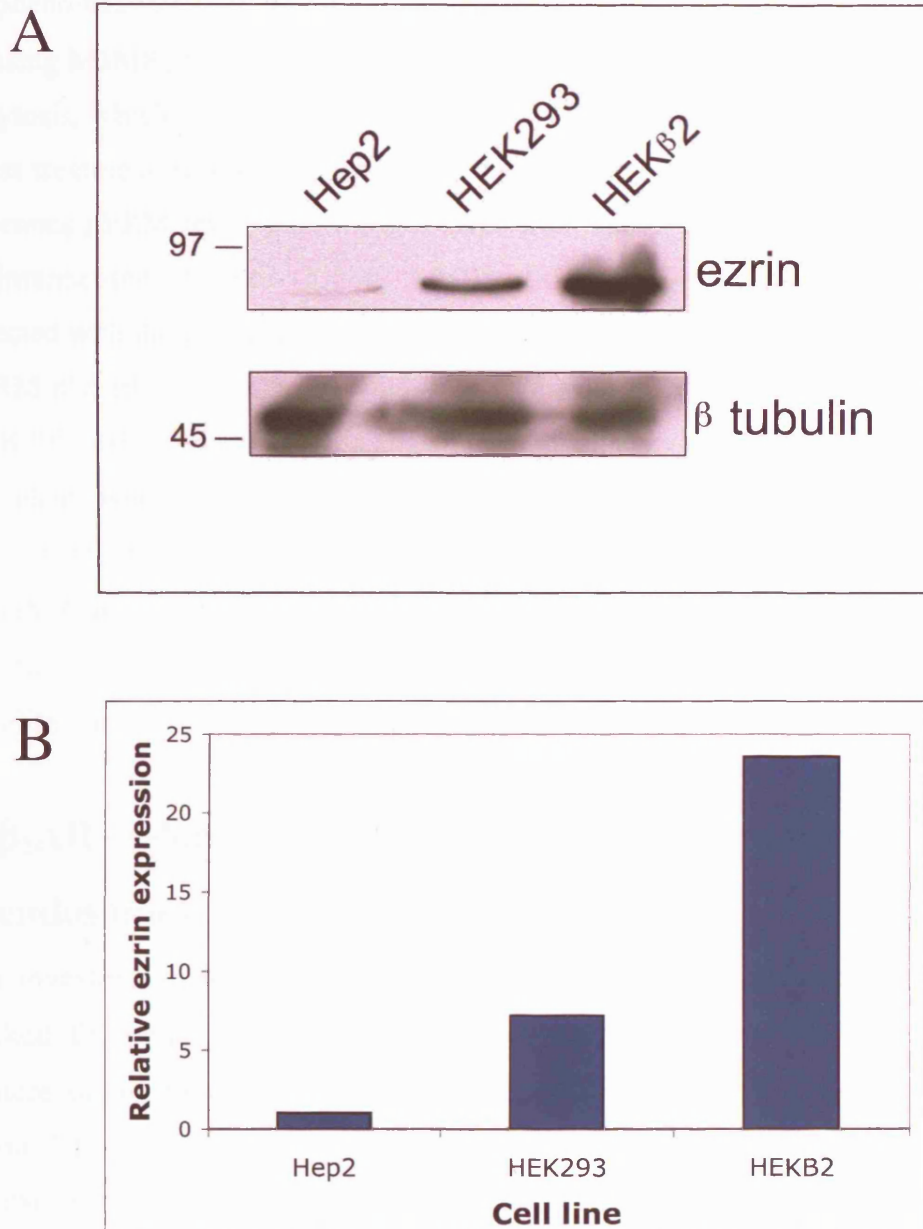 A
Hep2
HEK293
HEKβ2
97
ezrin
β tubulin
45
B
Relative ezrin expression
25
20
15
10
5
0
Hep2
HEK293
HEKB2
Cell line